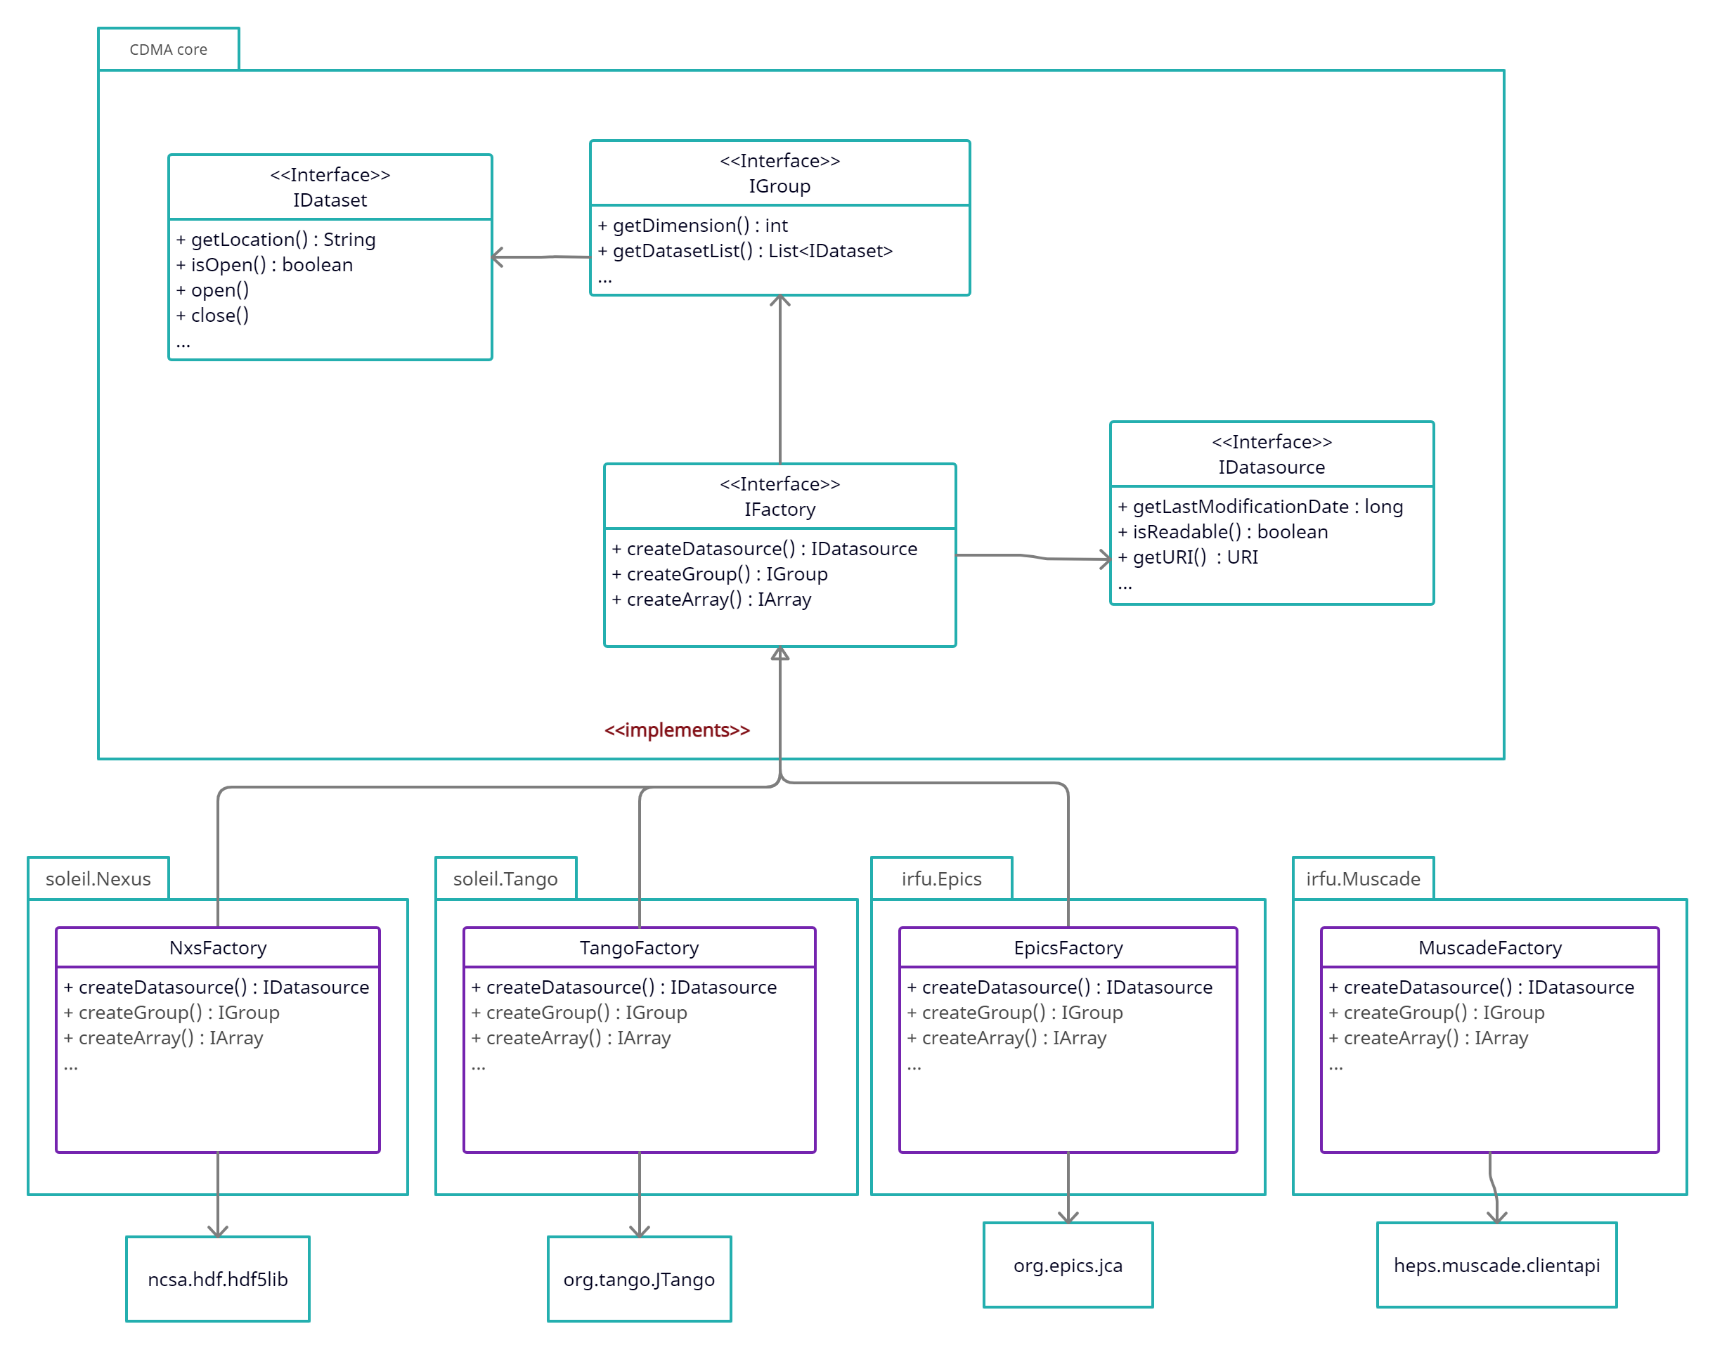 CDMA core
<<Interface>>
IDataset
+ getLocation() : String
+ isOpen() : boolean
+ open()
+ close()
...
<<Interface>>
IGroup
+ getDimension() : int
+ getDatasetList() : List<IDataset>
...
<<Interface>>
IFactory
+ createDatasource() : IDatasource
+ createGroup() : IGroup
+ createArray() : IArray
<<Interface>>
IDatasource
+ getLastModificationDate : long
+ isReadable() : boolean
+ getURI()  : URI
...
<<implements>>
soleil.Nexus
NxsFactory
+ createDatasource() : IDatasource
+ createGroup() : IGroup
+ createArray() : IArray
...
ncsa.hdf.hdf5lib
soleil.Tango
TangoFactory
+ createDatasource() : IDatasource
+ createGroup() : IGroup
+ createArray() : IArray
...
org.tango.JTango
irfu.Epics
EpicsFactory
+ createDatasource() : IDatasource
+ createGroup() : IGroup
+ createArray() : IArray
...
org.epics.jca
irfu.Muscade
MuscadeFactory
+ createDatasource() : IDatasource
+ createGroup() : IGroup
+ createArray() : IArray
...
heps.muscade.clientapi